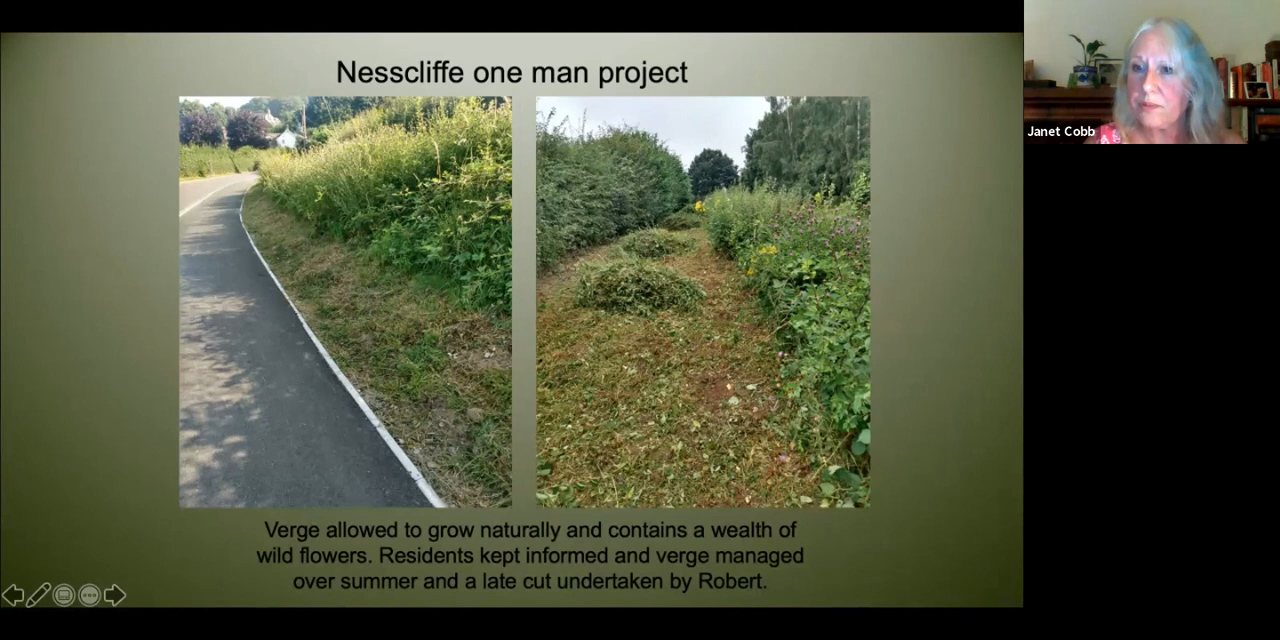 Nesscliffe one man project
Janet Cobb
Verge allowed to grow naturally and contains a wealth of
wild flowers. Residents kept informed and verge managed
over summer and a late cut undertaken by Robert.